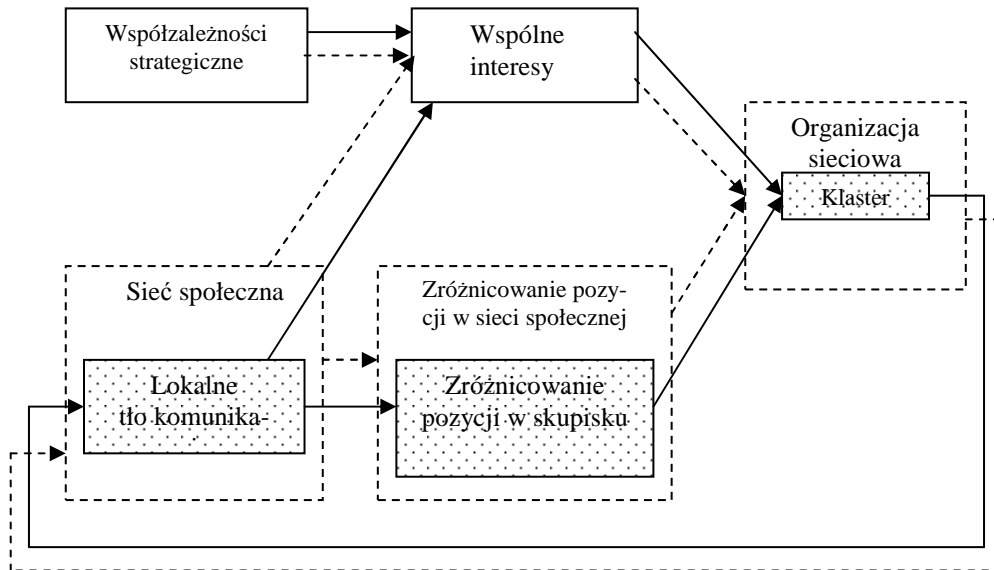 Współzależności
strategiczne
Wspólne
interesy
Organizacja
sieciowa
Klaster
Sieć społeczna
Zróżnicowanie pozy-
cji w sieci społecznej
Lokalne
tło komunika-
Zróżnicowanie
pozycji w skupisku